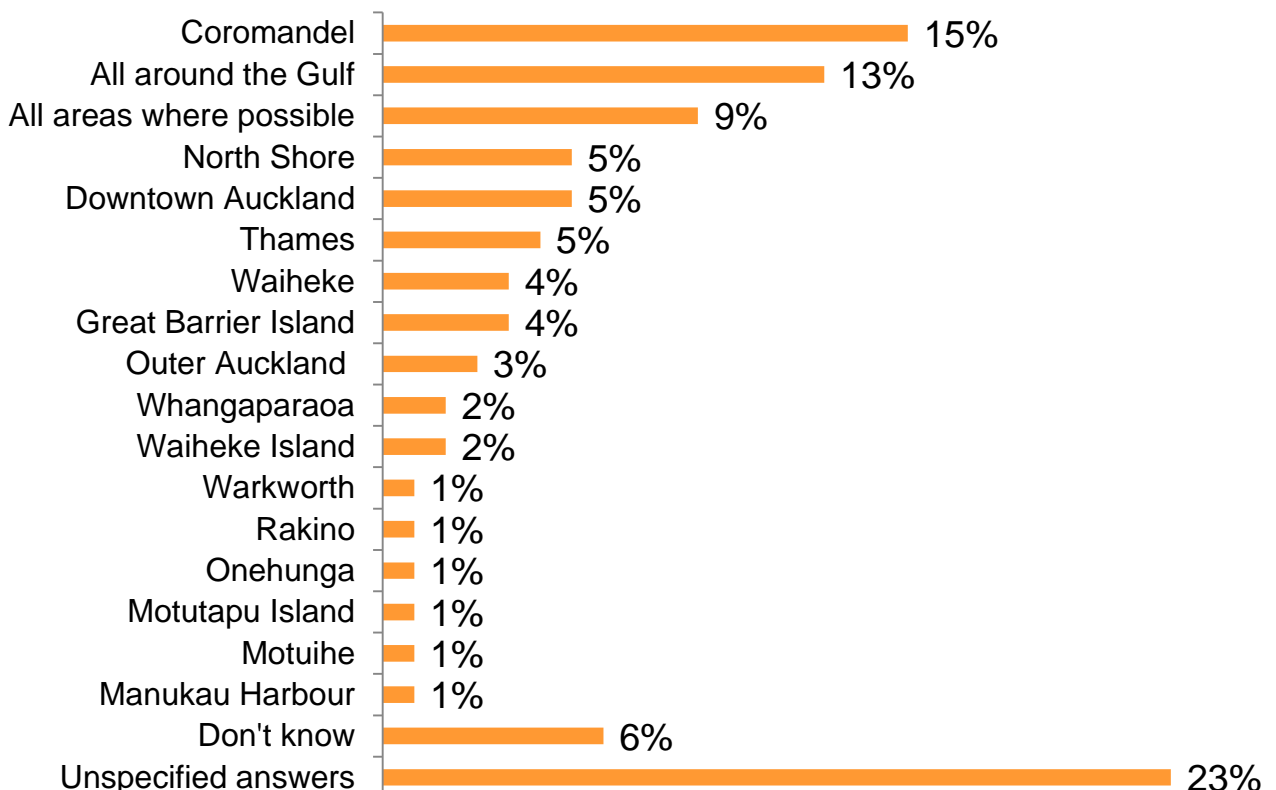 Coromandel 15%
All around the Gulf 13%
All areas where possible 9%
North Shore 5%
Downtown Auckland 5%
Thames 5%
Waiheke 4%
Great Barrier Island 4%
Outer Auckland 3%
Whangaparaoa 2%
Waiheke Island 2%
Warkworth 1%
Rakino 1%
Onehunga 1%
Motutapu Island 1%
Motuihe 1%
Manukau Harbour 1%
Don't know 6%
Unspecified answers 23%